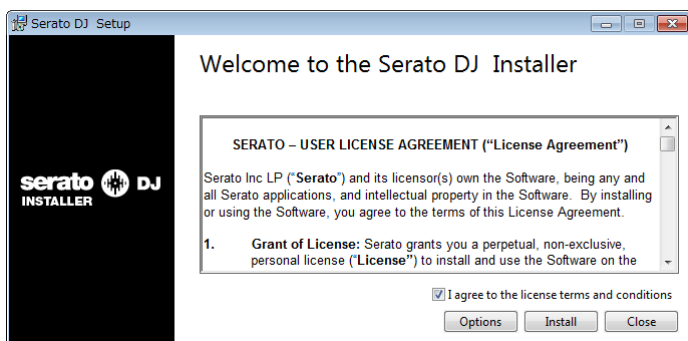 Serato DJ  Setup
Welcome to the Serato DJ  Installer
serato DJ
INSTALLER
SERATO – USER LICENSE AGREEMENT ("License Agreement")
Serato Inc LP ("Serato") and its licensor(s) own the Software, being any and
all Serato applications, and intellectual property in the Software.  By installing
or using the Software, you agree to the terms of this License Agreement.
1. Grant of License: Serato grants you a perpetual, non-exclusive,
personal license ("License") to install and use the Software on the
I agree to the license terms and conditions
Options Install Close